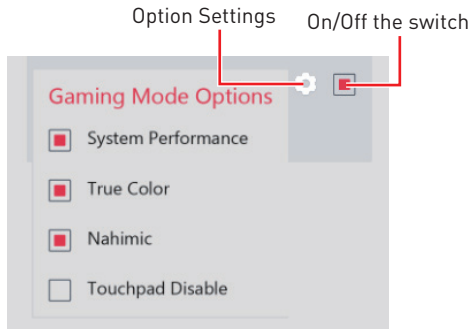 Option Settings
On/Off the switch
Gaming Mode Options
System Performance
True Color
Nahimic
Touchpad Disable